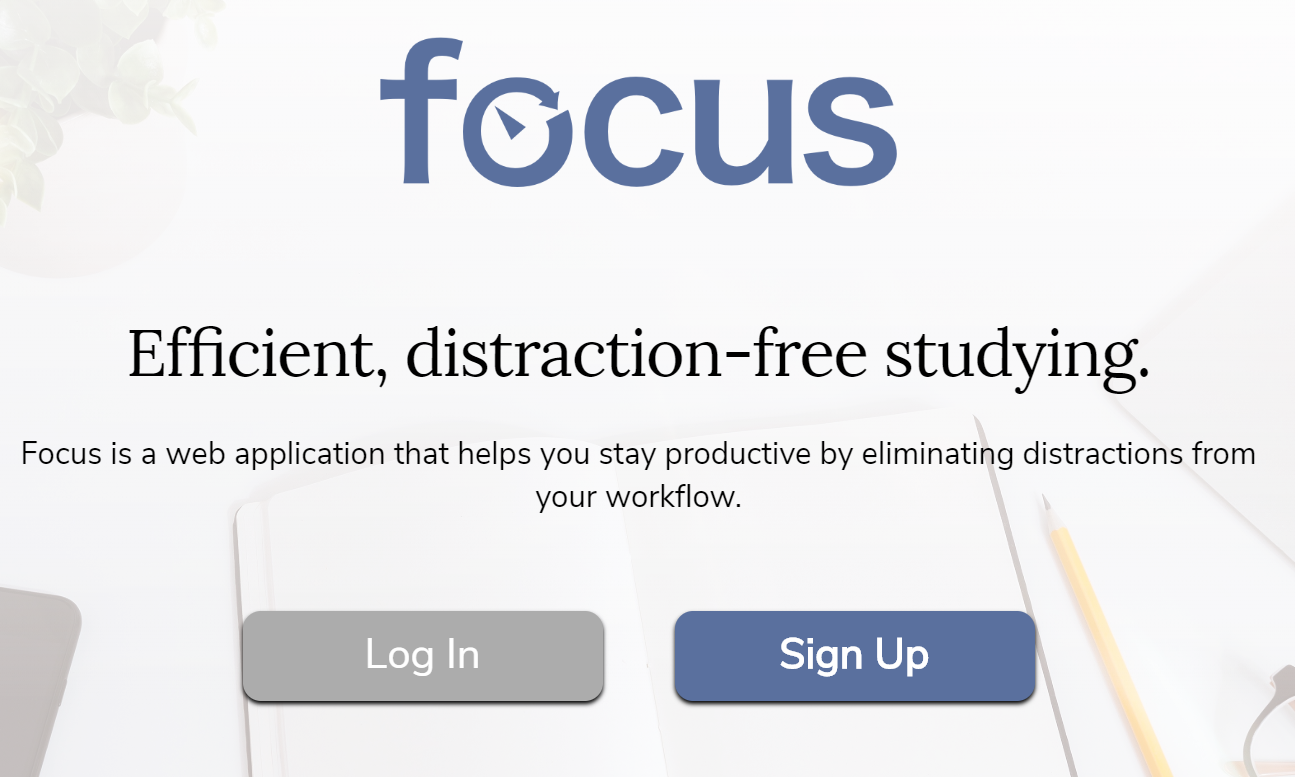 focus
Efficient, distraction-free studying.
Focus is a web application that helps you stay productive by eliminating distractions from
your workflow.
Log In
Sign Up